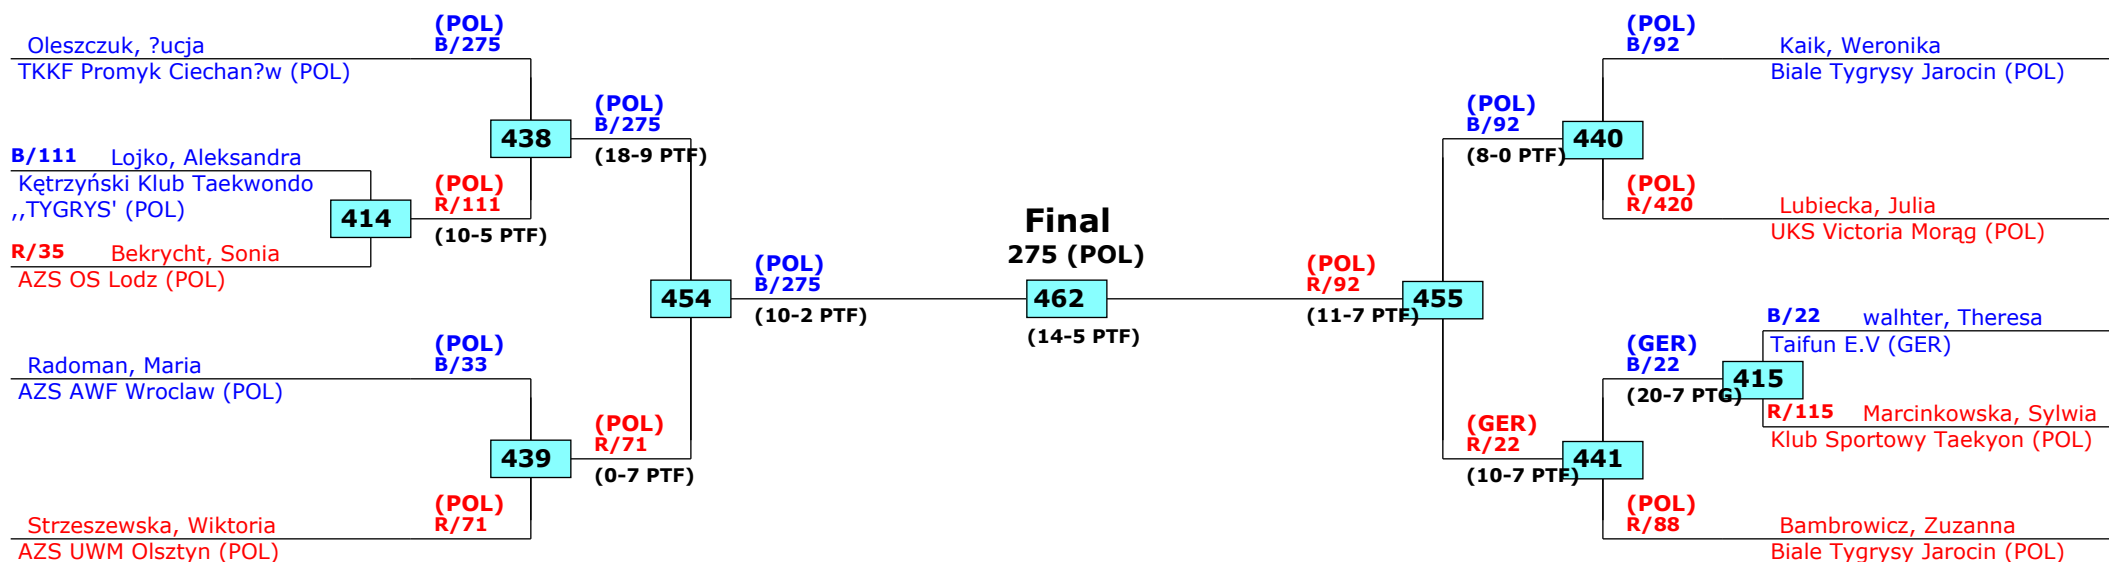 (POL)
B/275
Oleszczuk, ?ucja
TKKF Promyk Ciechan?w (POL)
B/111 Lojko, Aleksandra
Kętrzyński Klub Taekwondo
,,TYGRYS' (POL)
R/35 Bekrycht, Sonia
AZS OS Lodz (POL)
414
(POL)
R/111
(10-5 PTF)
438
(POL)
B/275
(18-9 PTF)
Radoman, Maria
AZS AWF Wroclaw (POL)
(POL)
B/33
Strzeszewska, Wiktoria
AZS UWM Olsztyn (POL)
(POL)
R/71
439
(POL)
R/71
(0-7 PTF)
454
(POL)
B/275
(10-2 PTF)
Final
275 (POL)
462
(14-5 PTF)
(POL)
R/92
(11-7 PTF)
455
(POL)
B/92
(8-0 PTF)
440
(POL)
B/92
Kaik, Weronika
Biale Tygrysy Jarocin (POL)
(POL)
R/420
Lubiecka, Julia
UKS Victoria Morąg (POL)
(GER)
R/22
(10-7 PTF)
441
(GER)
B/22
(20-7 PTG)
415
B/22 walhter, Theresa
Taifun E.V (GER)
R/115 Marcinkowska, Sylwia
Klub Sportowy Taekyon (POL)
(POL)
R/88
Bambrowicz, Zuzanna
Biale Tygrysy Jarocin (POL)